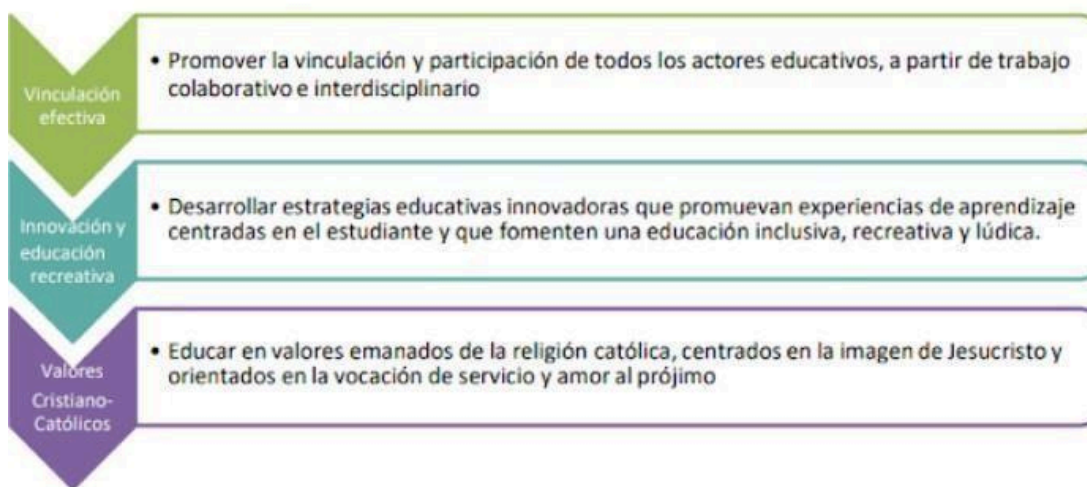 Vinculación
efectiva
• Promover la vinculación y participación de todos los actores educativos, a partir de trabajo
colaborativo e interdisciplinario
Innovación y
educación
recreativa
• Desarrollar estrategias educativas innovadoras que promuevan experiencias de aprendizaje
centradas en el estudiante y que fomenten una educación inclusiva, recreativa y lúdica.
Valores
Cristiano-
Católicos
• Educar en valores emanados de la religión católica, centrados en la imagen de Jesucristo y
orientados en la vocación de servicio y amor al prójimo